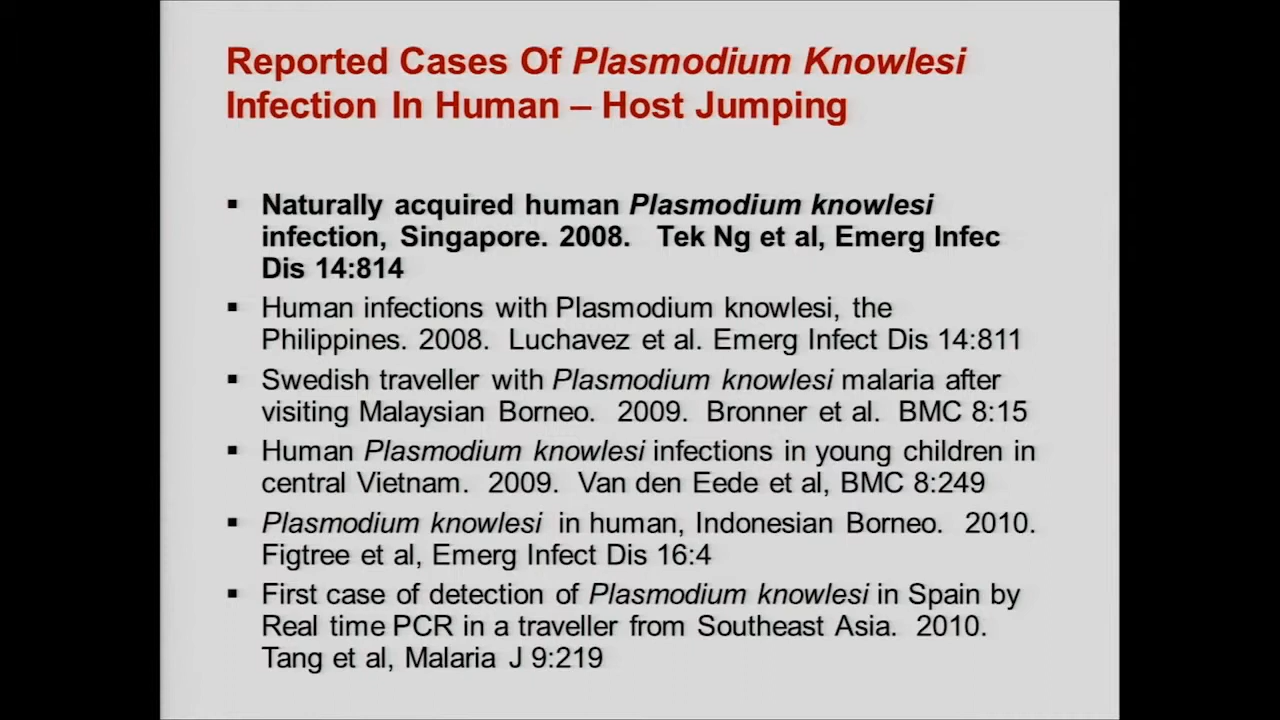 Reported Cases Of Plasmodium Knowlesi
Infection In Human – Host Jumping
▪ Naturally acquired human Plasmodium knowlesi
infection, Singapore. 2008. Tek Ng et al, Emerg Infec
Dis 14:814
▪ Human infections with Plasmodium knowlesi, the
Philippines. 2008. Luchavez et al. Emerg Infect Dis 14:811
▪ Swedish traveller with Plasmodium knowlesi malaria after
visiting Malaysian Borneo. 2009. Bronner et al. BMC 8:15
▪ Human Plasmodium knowlesi infections in young children in
central Vietnam. 2009. Van den Eede et al, BMC 8:249
▪ Plasmodium knowlesi in human, Indonesian Borneo. 2010.
Figtree et al, Emerg Infect Dis 16:4
▪ First case of detection of Plasmodium knowlesi in Spain by
Real time PCR in a traveller from Southeast Asia. 2010.
Tang et al, Malaria J 9:219